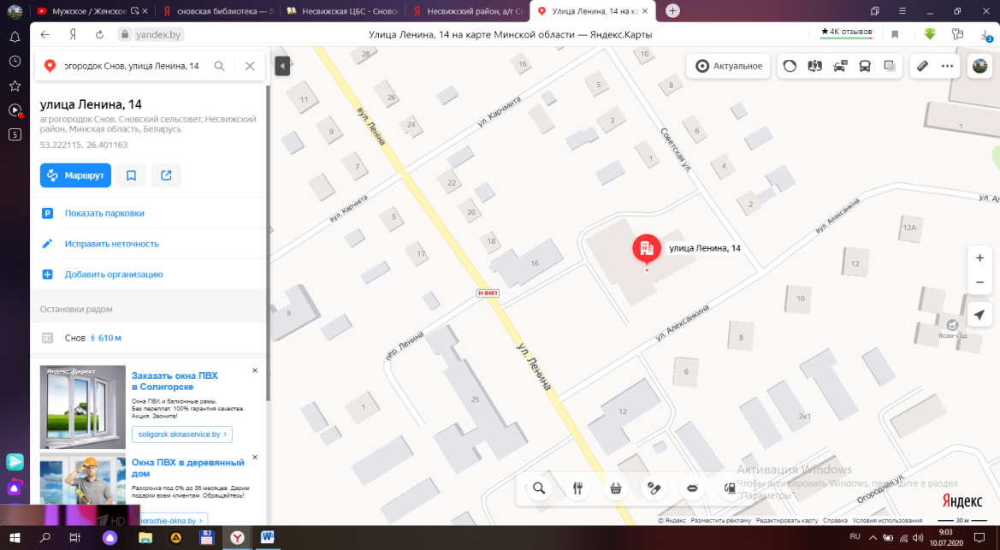 Мужское / Женское
сновская библиотека — Я
Несвижская ЦБС - Сновс
Несвижский район, а/г Сн
Улица Ленина, 14 на ка
yandex.by
Улица Ленина, 14 на карте Минской области — Яндекс.Карты
★ 4К отзывов
3
5
огородок Снов, улица Ленина, 14
улица Ленина, 14
агрогородок Снов, Сновский сельсовет, Несвижский
район, Минская область, Беларусь
53.222115, 26.401163
Маршрут
P Показать парковки
Исправить неточность
Добавить организацию
Остановки рядом
Снов 610 м
Яндекс.Директ
Заказать окна ПВХ
в Солигорске
Окна ПВХ и балконные рамы.
Без переплат. 100% гарантия качества.
Акция. Звоните!
soligorsk.oknaservice.by >
Окна ПВХ в деревянный
дом
Рассрочка под 0% до 36 месяцев. Дарим
подарки всем клиентам. Обращайтесь!
horoshie-okna.by >
HD
Актуальное
28
16
10
11
26
5
8
вул. Леніна
ул. Карчмита
9
24
3
6
1
Советская ул.
7
1
4
22
вул. Карчміта
20
2
ул. Ал
5
вул. Алексанкіна
12А
18
17
16
улица Ленина, 14
12
Н-8461
10
9
ул. Алексанкина
Ясли-сад
пер. Ленина
8
ул. Ленина
6
25
1
12
2к1
Огородная ул.
Активация Windows
Чтобы активировать Windows, перейдите в раздел
"Параметры".
Яндекс
© Яндекс Разместить рекламу Редактировать карту Справка Условия использования 30 м
RU
9:03
10.07.2020